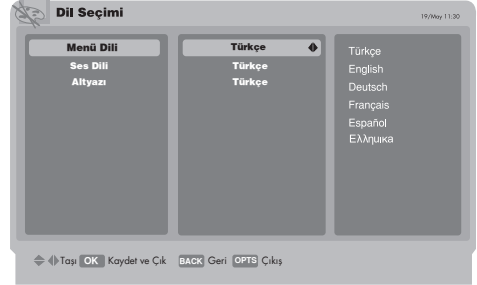 Dil Seçimi
19/May 11:30
Menü Dili
Türkçe
Ses Dili
Türkçe
Altyazı
Türkçe
Türkçe
English
Deutsch
Français
Español
Ελληµικα
Taşı OK Kaydet ve Çık BACK Geri OPTS Çıkış